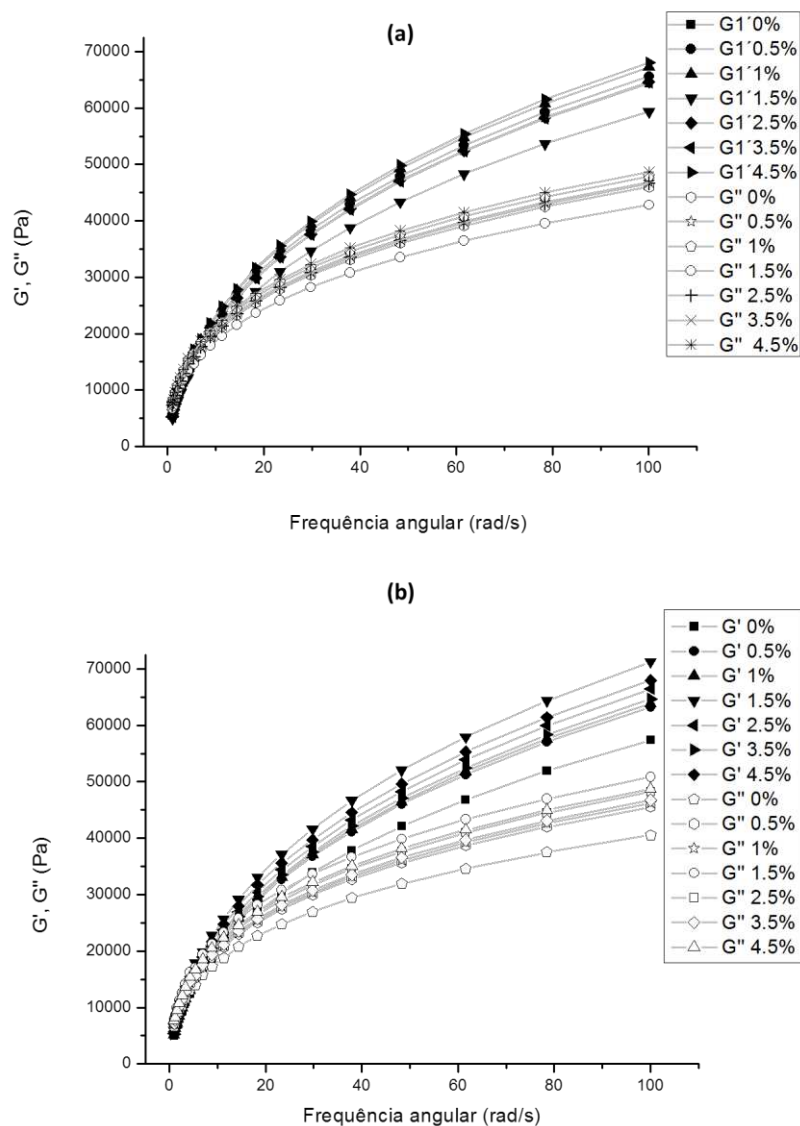 (a)
70000
60000
50000
40000
30000
20000
10000
0
G', G" (Pa)
0 20 40 60 80 100
Frequência angular (rad/s)
G1´0%
G1´0.5%
G1´1%
G1´1.5%
G1´2.5%
G1´3.5%
G1´4.5%
G" 0%
G" 0.5%
G" 1%
G" 1.5%
G" 2.5%
G" 3.5%
G" 4.5%
(b)
70000
60000
50000
40000
30000
20000
10000
0
G', G" (Pa)
0 20 40 60 80 100
Frequência angular (rad/s)
G' 0%
G' 0.5%
G' 1%
G' 1.5%
G' 2.5%
G' 3.5%
G' 4.5%
G" 0%
G" 0.5%
G" 1%
G" 1.5%
G" 2.5%
G" 3.5%
G" 4.5%